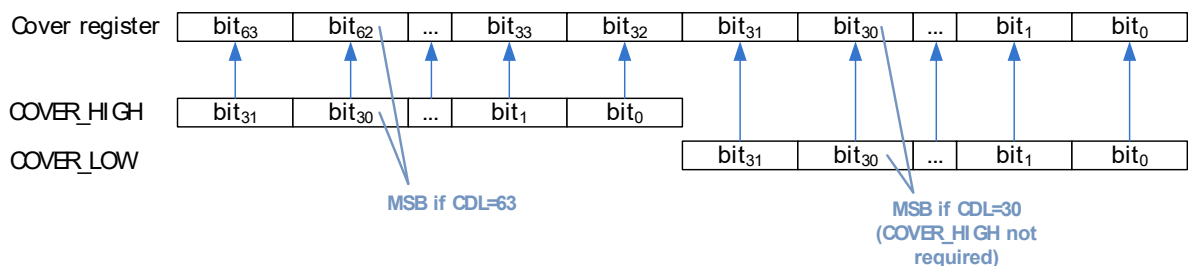 Cover register bit63 bit62 ... bit33 bit32 bit31 bit30 ... bit1 bit0
COVER_HIGH bit31 bit30 ... bit1 bit0
COVER_LOW bit31 bit30 ... bit1 bit0
MSB if CDL=63
MSB if CDL=30
(COVER_HIGH not
required)